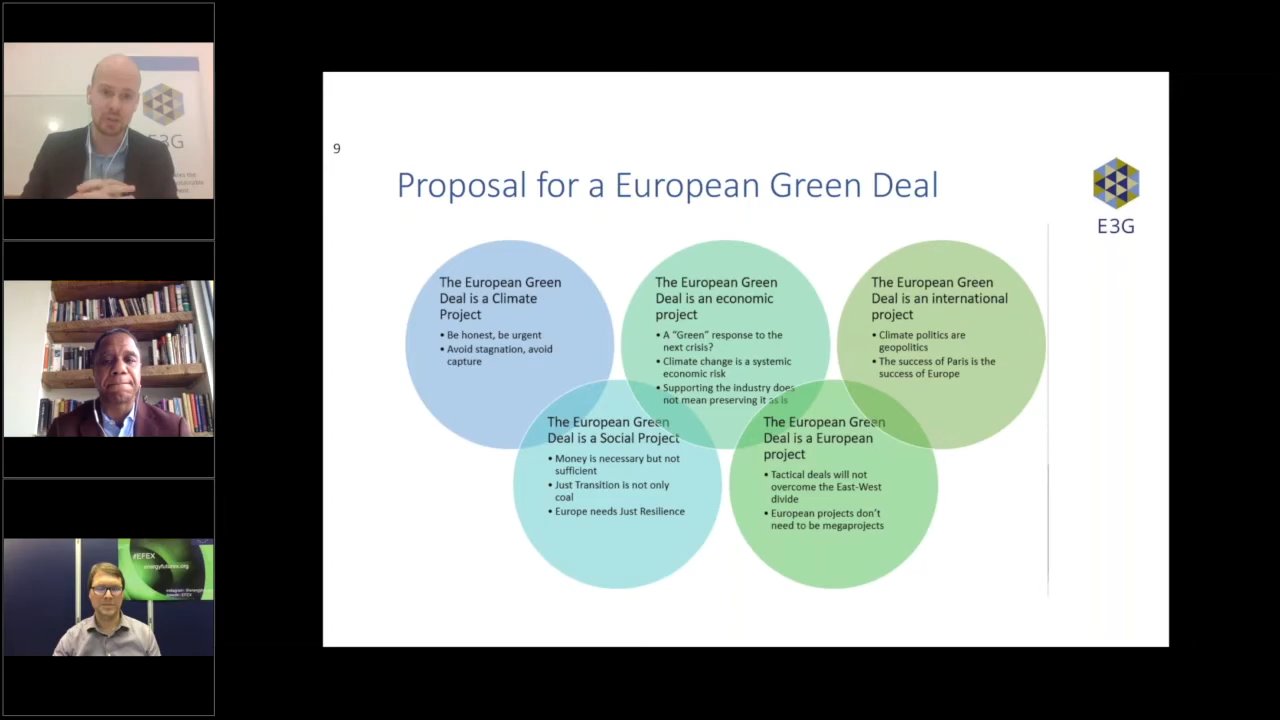 E3G
#EFEX
energyfutures.org
9
Proposal for a European Green Deal
E3G
The European Green
Deal is a Climate
Project
• Be honest, be urgent
• Avoid stagnation, avoid
capture
The European Green
Deal is an economic
project
• A “Green” response to the
next crisis?
• Climate change is a systemic
economic risk
• Supporting the industry does
not mean preserving it as is
The European Green
Deal is an international
project
• Climate politics are
geopolitics
• The success of Paris is the
success of Europe
The European Green
Deal is a Social Project
• Money is necessary but not
sufficient
• Just Transition is not only
coal
• Europe needs Just Resilience
The European Green
Deal is a European
project
• Tactical deals will not
overcome the East-West
divide
• European projects don’t
need to be megaprojects